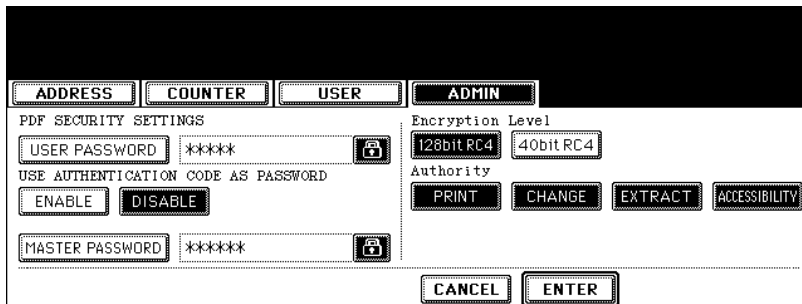 ADDRESS COUNTER USER ADMIN
PDF SECURITY SETTINGS
USER PASSWORD *****
USE AUTHENTICATION CODE AS PASSWORD
ENABLE DISABLE
MASTER PASSWORD ******
Encryption Level
128bit RC4 40bit RC4
Authority
PRINT CHANGE EXTRACT ACCESSIBILITY
CANCEL ENTER